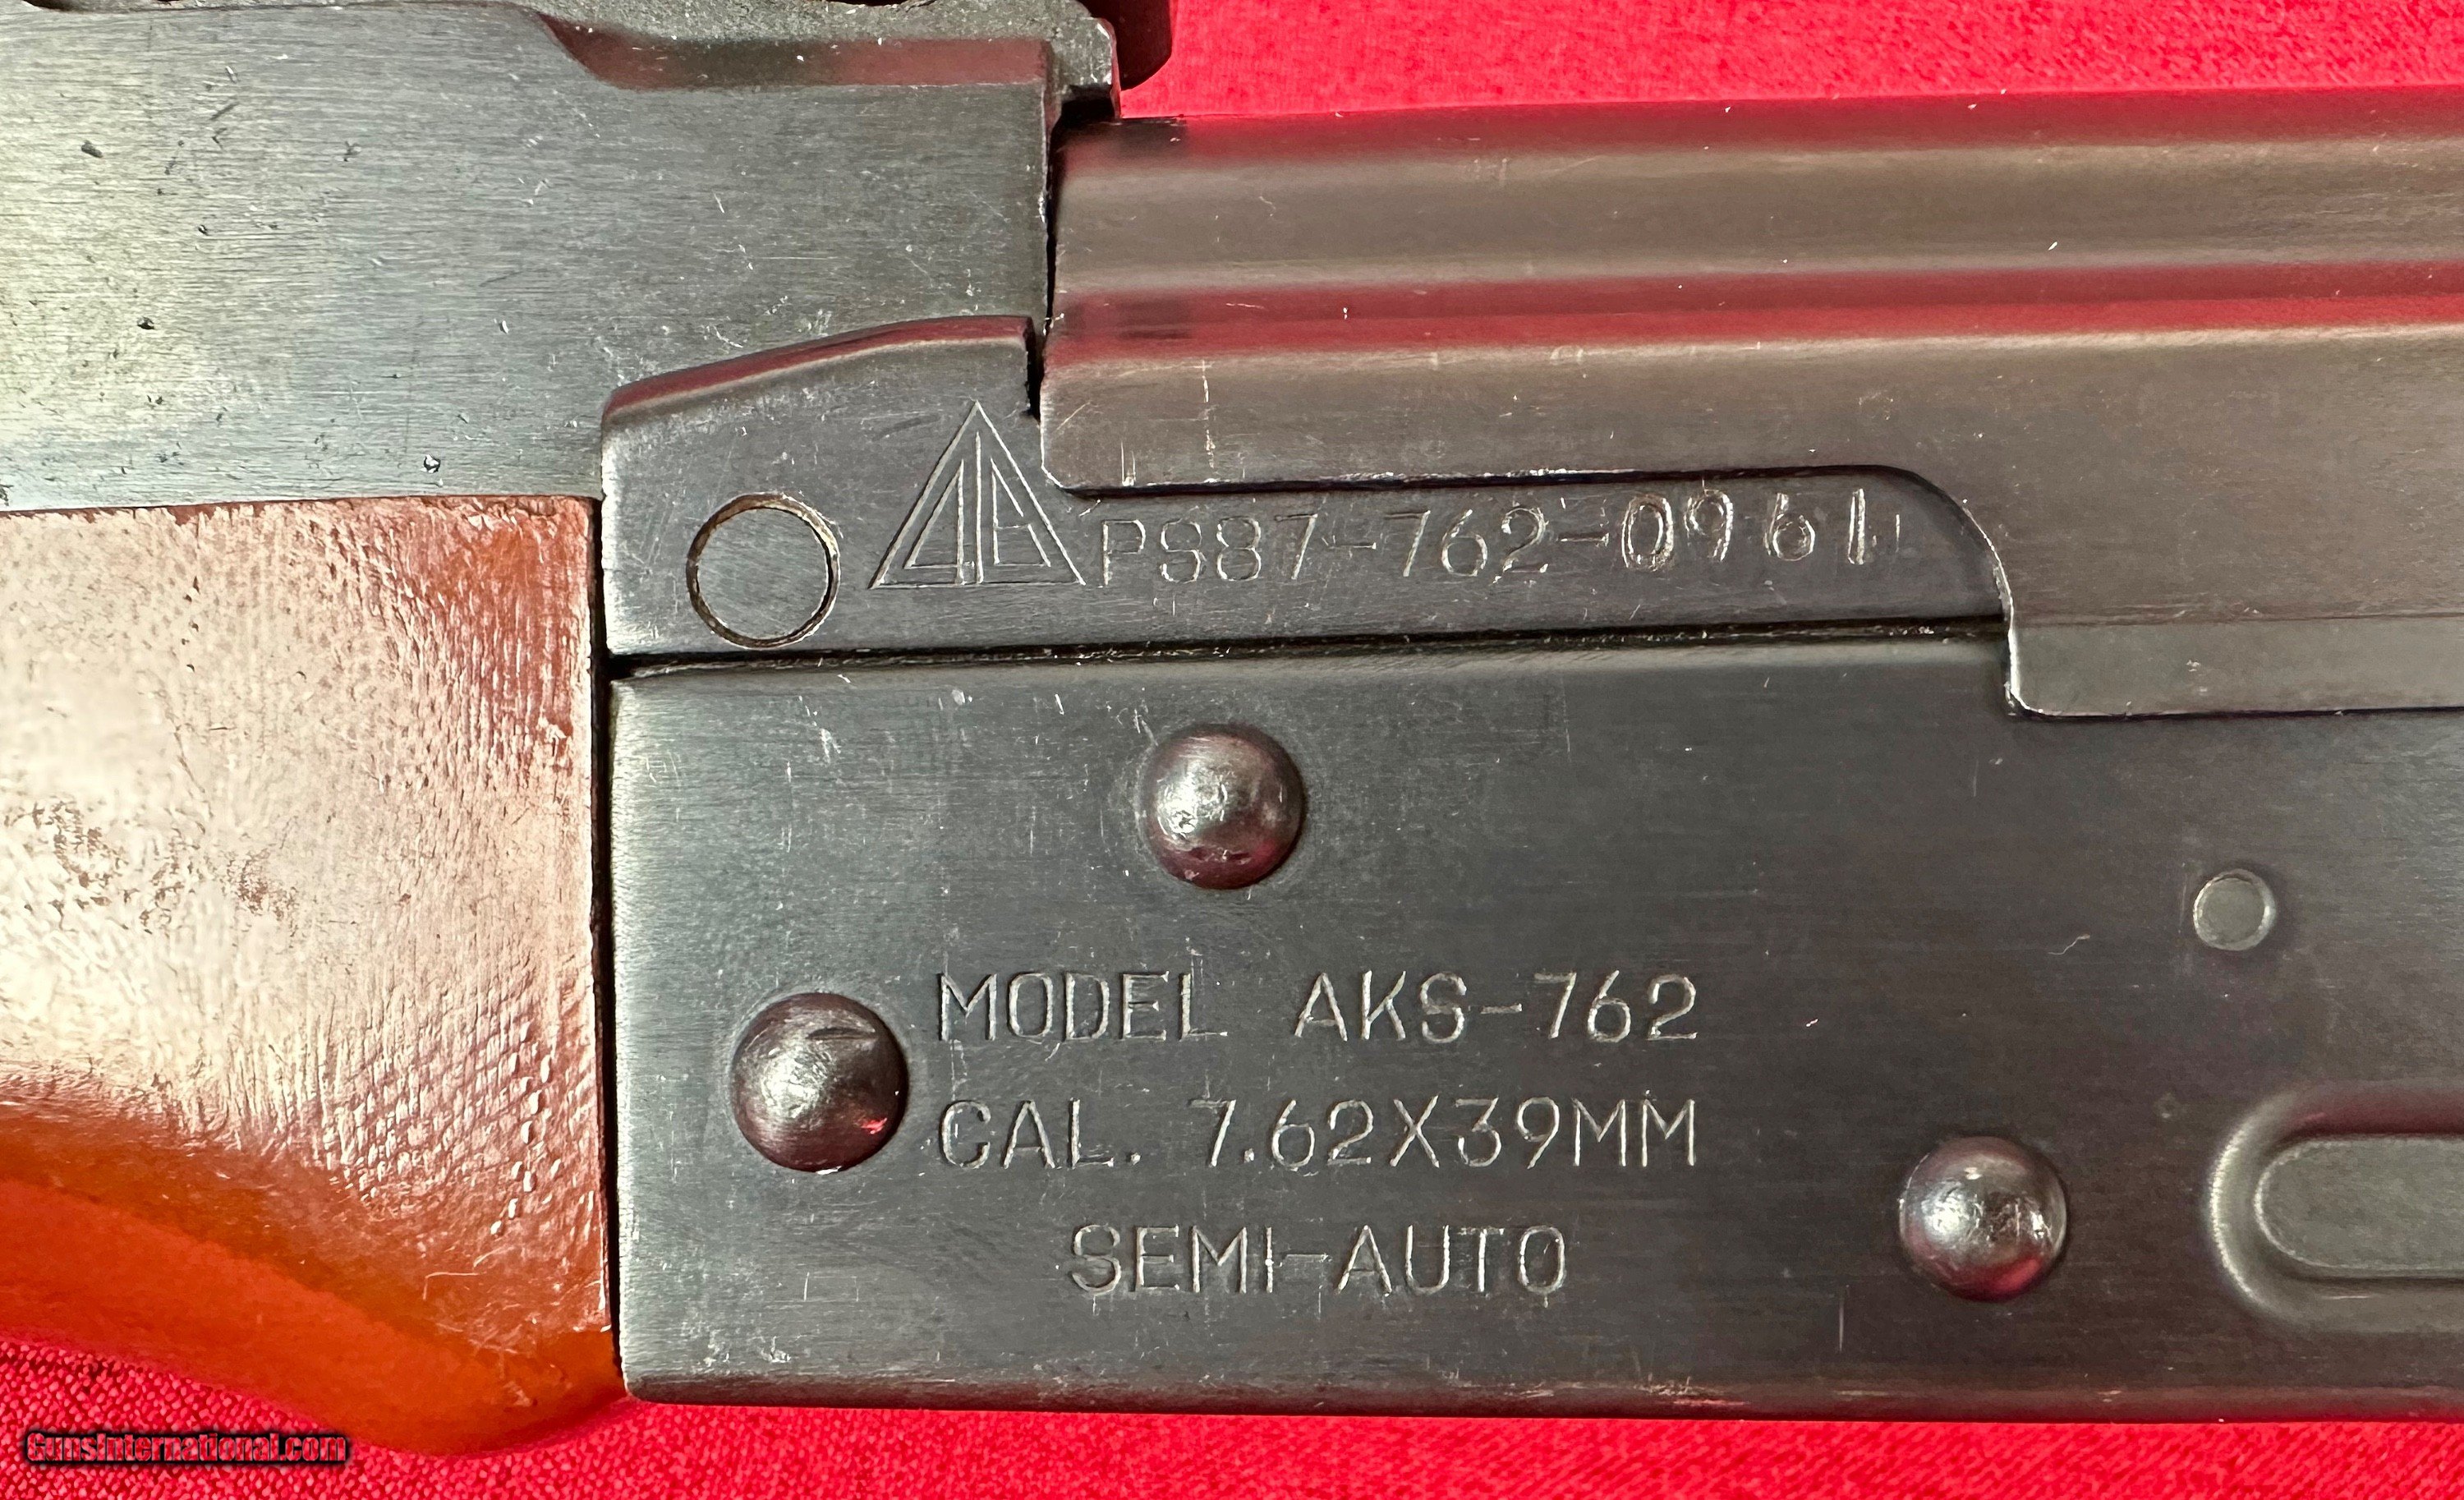 PS87-762-0961
MODEL AKS-762
CAL. 7.62X39MM
SEMI-AUTO
GunsInternational.com